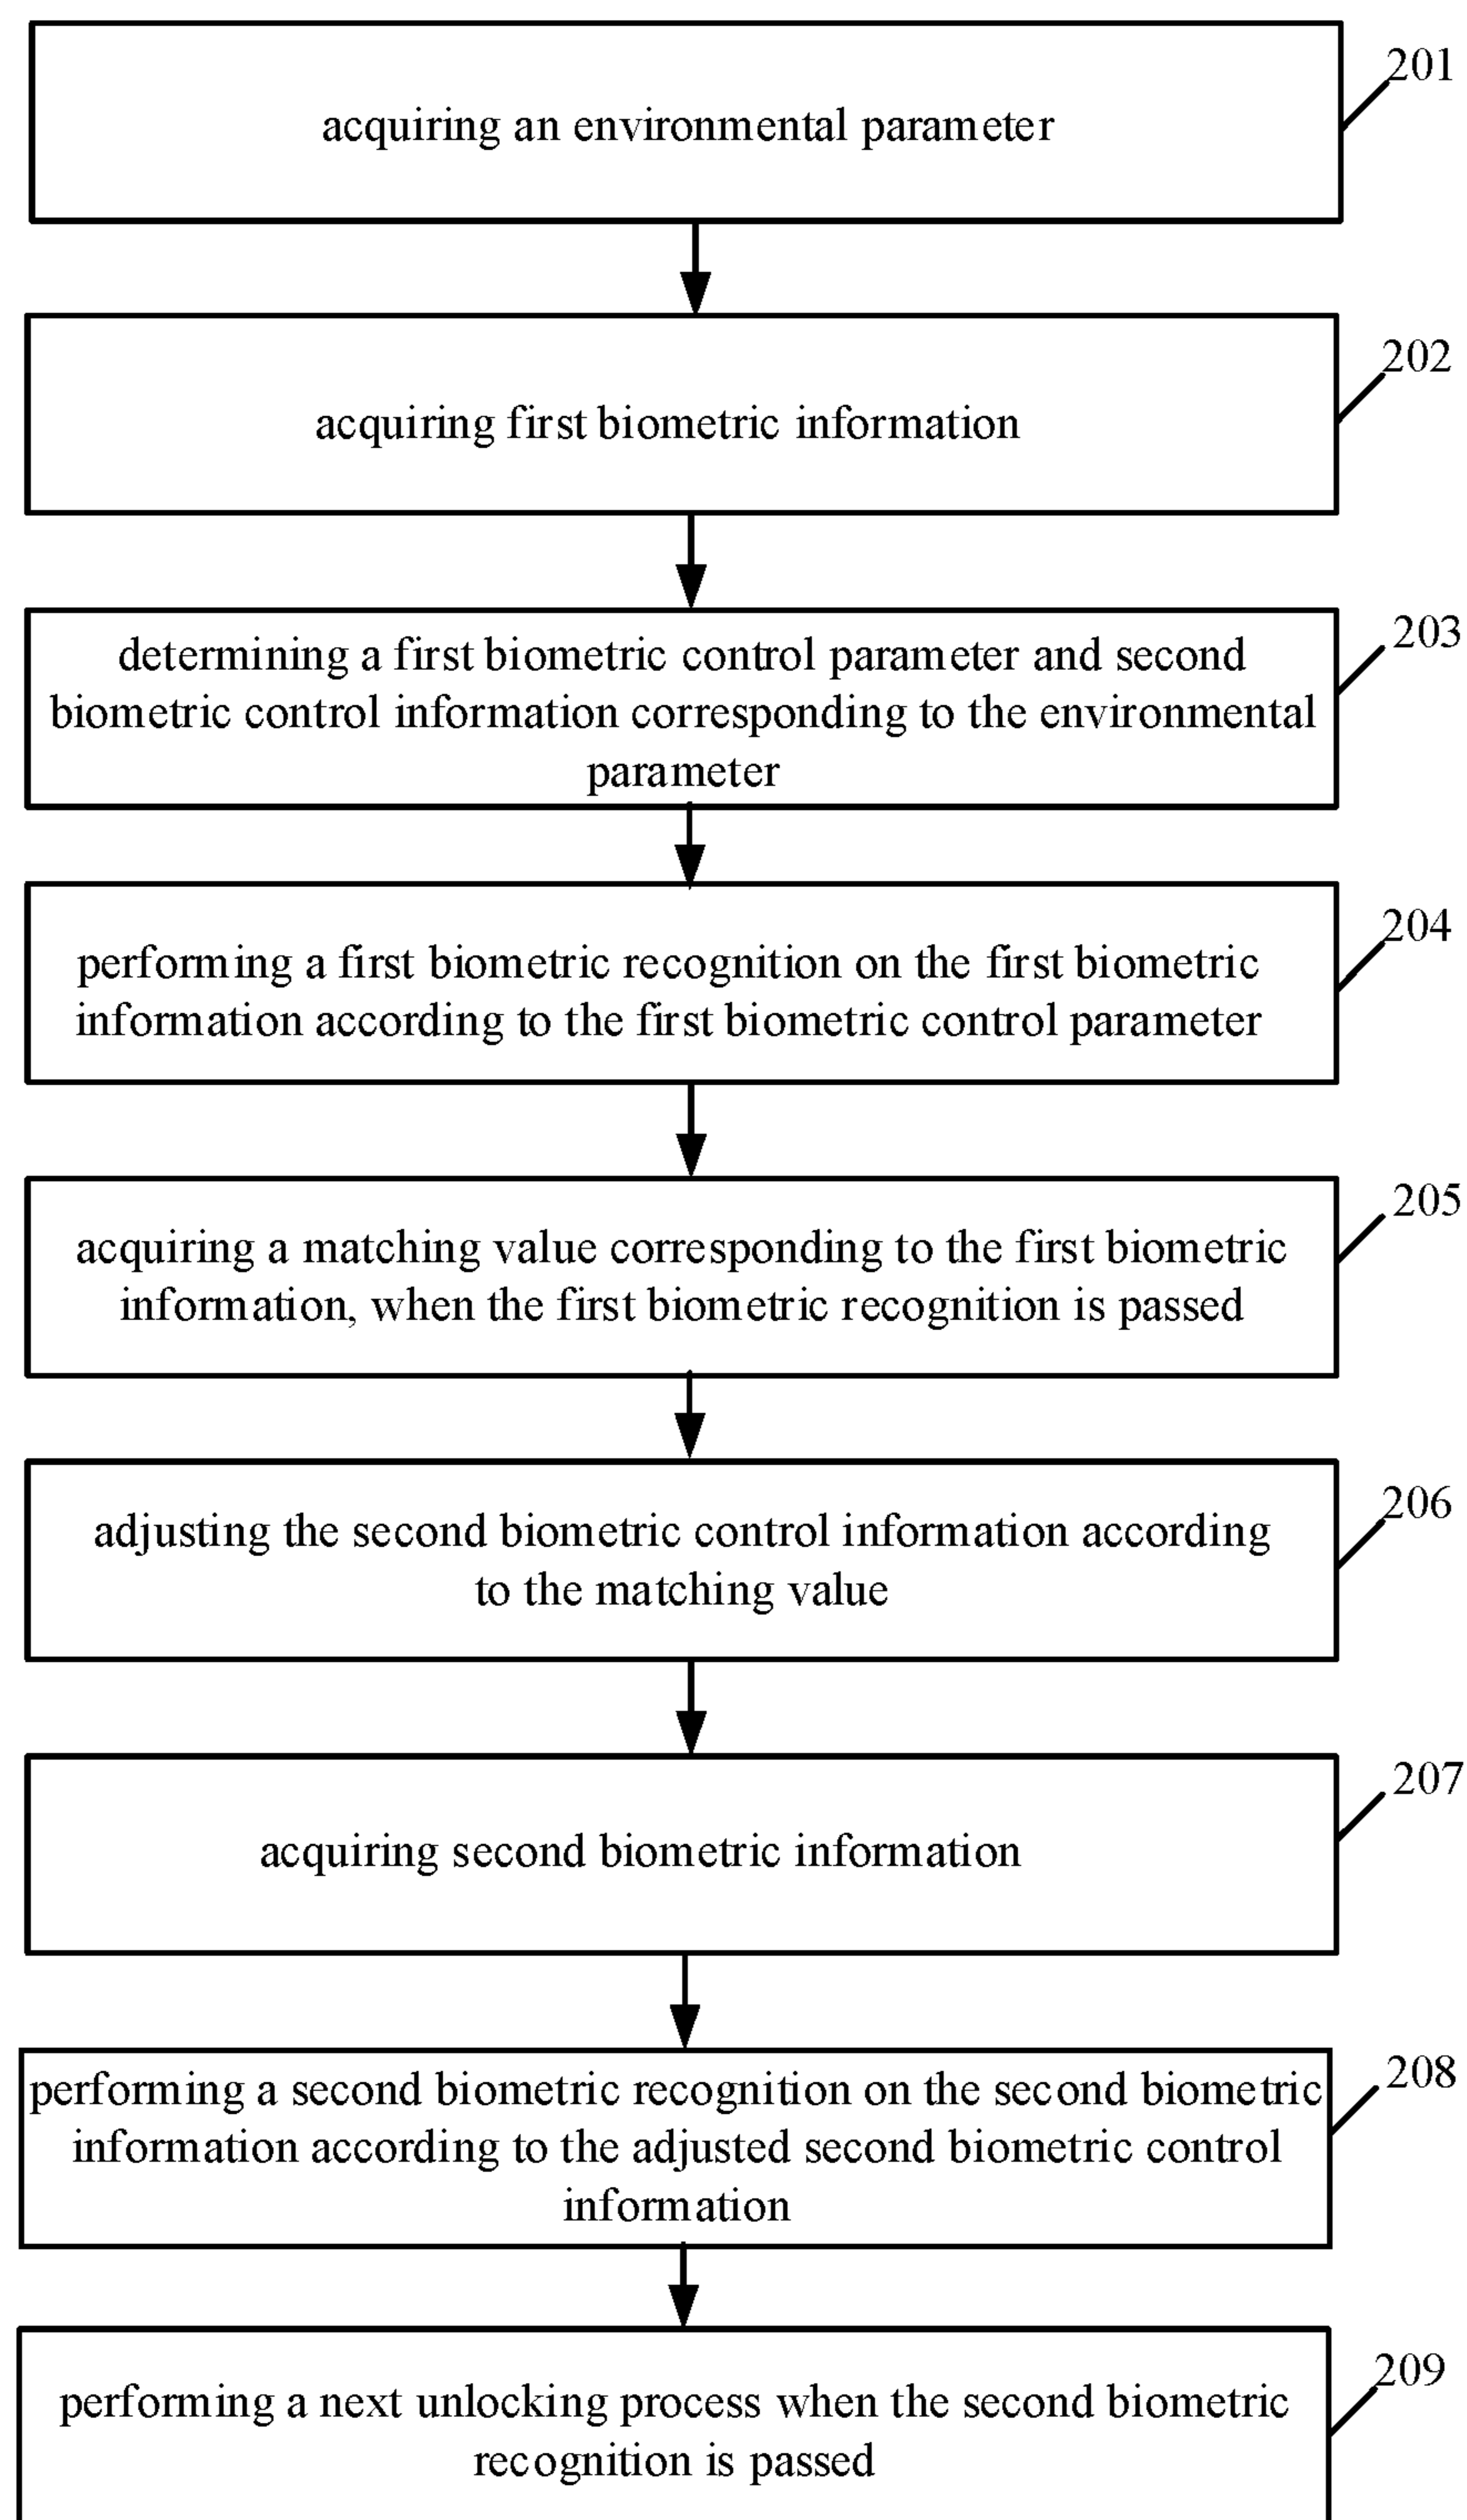 201
acquiring an environmental parameter
202
acquiring first biometric information
203
determining a first biometric control parameter and second
biometric control information corresponding to the environmental
parameter
204
performing a first biometric recognition on the first biometric
information according to the first biometric control parameter
205
acquiring a matching value corresponding to the first biometric
information, when the first biometric recognition is passed
206
adjusting the second biometric control information according
to the matching value
207
acquiring second biometric information
208
performing a second biometric recognition on the second biometric
information according to the adjusted second biometric control
information
209
performing a next unlocking process when the second biometric
recognition is passed